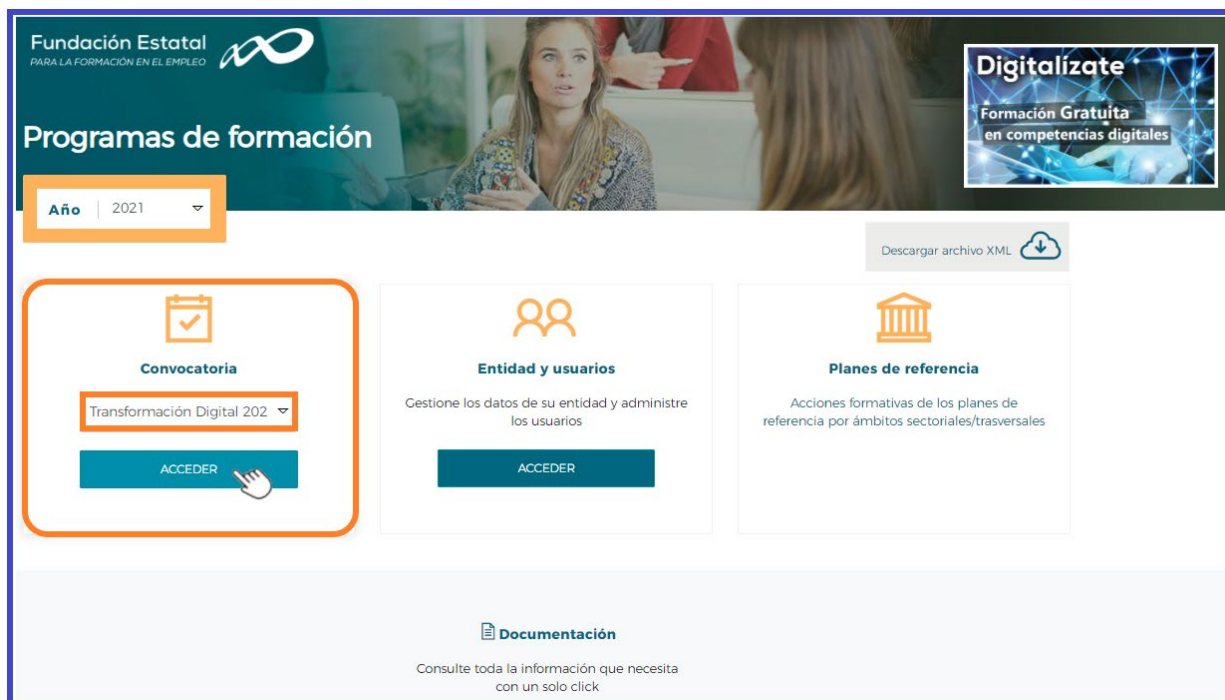 Fundación Estatal
PARA LA FORMACIÓN EN EL EMPLEO
Digitalízate
Formación Gratuita
en competencias digitales
Programas de formación
Año 2021
Descargar archivo XML
Convocatoria
Transformación Digital 202
ACCEDER
Entidad y usuarios
Gestione los datos de su entidad y administre
los usuarios
ACCEDER
Planes de referencia
Acciones formativas de los planes de
referencia por ámbitos sectoriales/trasversales
Documentación
Consulte toda la información que necesita
con un solo click